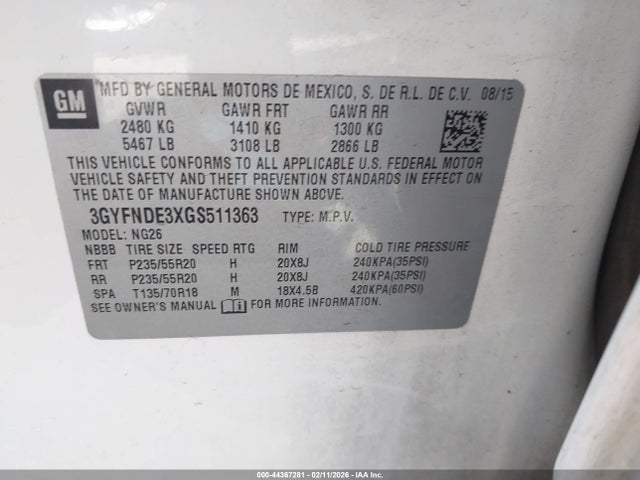 GM
MFD BY GENERAL MOTORS DE MEXICO, S. DE R.L. DE C.V. 08/15
GVWR GAWR FRT GAWR RR
2480 KG 1410 KG 1300 KG
5467 LB 3108 LB 2866 LB
THIS VEHICLE CONFORMS TO ALL APPLICABLE U.S. FEDERAL MOTOR
VEHICLE SAFETY AND THEFT PREVENTION STANDARDS IN EFFECT ON
THE DATE OF MANUFACTURE SHOWN ABOVE.
3GYFNDE3XGS511363 TYPE: M.P.V.
MODEL: NG26
NBBB TIRE SIZE SPEED RTG RIM COLD TIRE PRESSURE
FRT P235/55R20 H 20X8J 240KPA(35PSI)
RR P235/55R20 H 20X8J 240KPA(35PSI)
SPA T135/70R18 M 18X4.5B 420KPA(60PSI)
SEE OWNER'S MANUAL FOR MORE INFORMATION.
000-44367281 - 02/11/2026 - COPYRIGHT IAA, LLC